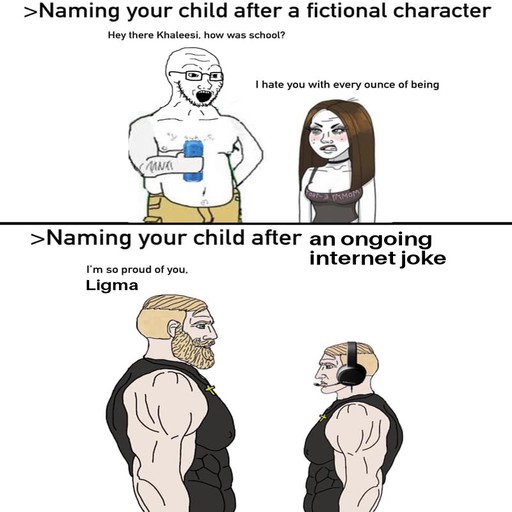 >Naming your child after a fictional character
Hey there Khaleesi, how was school?
I hate you with every ounce of being
>Naming your child after an ongoing
internet joke
I'm so proud of you,
Ligma